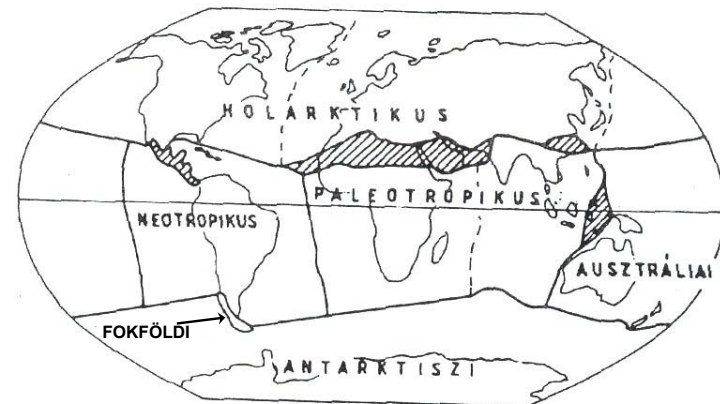 HOLARKTIKUS
PALEOTROPIKUS
NEOTROPIKUS
AUSZTRÁLIAI
FOKFÖLDI
ANTARKTISZI